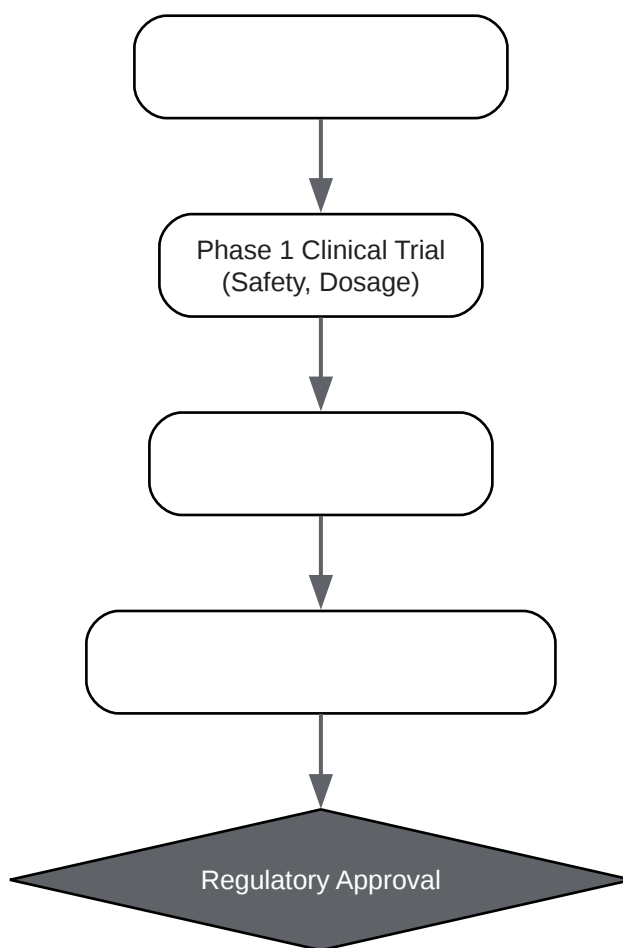 Phase 1 Clinical Trial
(Safety, Dosage)
Regulatory Approval